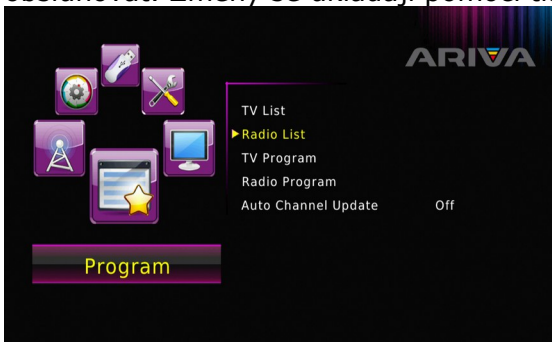 ARIVA
TV List
Radio List
TV Program
Radio Program
Auto Channel Update Off
Program